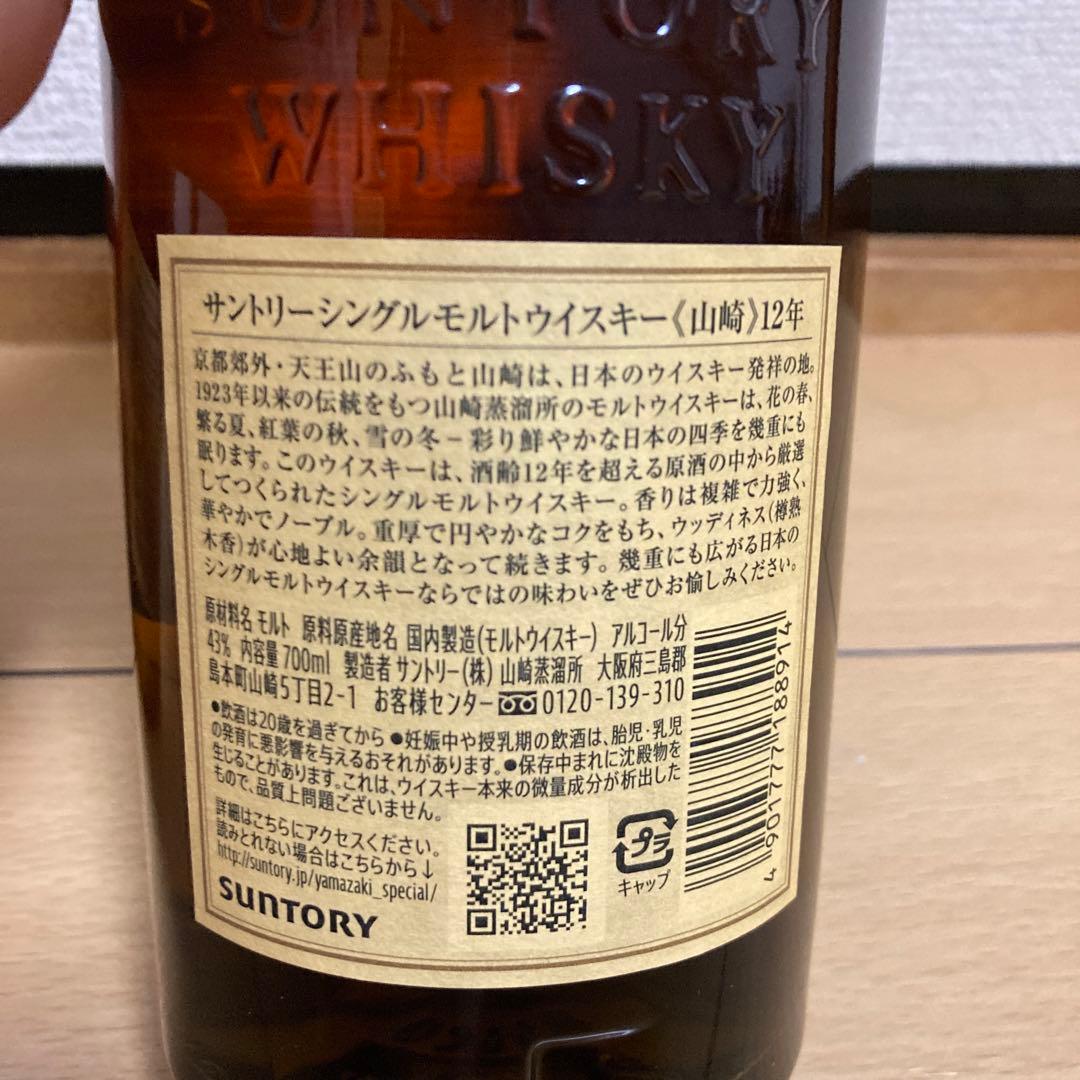 SUNTORY
WHISKY
サントリーシングルモルトウイスキー《山崎》12年
京都郊外・天王山のふもと山崎は、日本のウイスキー発祥の地。
1923年以来の伝統をもつ山崎蒸溜所のモルトウイスキーは、花の春、
繁る夏、紅葉の秋、雪の冬－彩り鮮やかな日本の四季を幾重にも
眠ります。このウイスキーは、酒齢12年を超える原酒の中から厳選
してつくられたシングルモルトウイスキー。香りは複雑で力強く、
華やかでノーブル。重厚で円やかなコクをもち、ウッディネス(樽熟
木香)が心地よい余韻となって続きます。幾重にも広がる日本の
シングルモルトウイスキーならではの味わいをぜひお愉しみください。
原材料名 モルト 原料原産地名 国内製造(モルトウイスキー) アルコール分
43% 内容量 700ml 製造者 サントリー(株) 山崎蒸溜所 大阪府三島郡
島本町山崎5丁目2-1 お客様センター 0120-139-310
●飲酒は20歳を過ぎてから ●妊娠中や授乳期の飲酒は、胎児・乳児
の発育に悪影響を与えるおそれがあります。●保存中まれに沈殿物を
生じることがあります。これは、ウイスキー本来の微量成分が析出した
もので、品質上問題ございません。
詳細はこちらにアクセスください。
読みとれない場合はこちらから↓
http://suntory.jp/yamazaki_special/
SUNTORY
プラ
キャップ
4 901777 188914